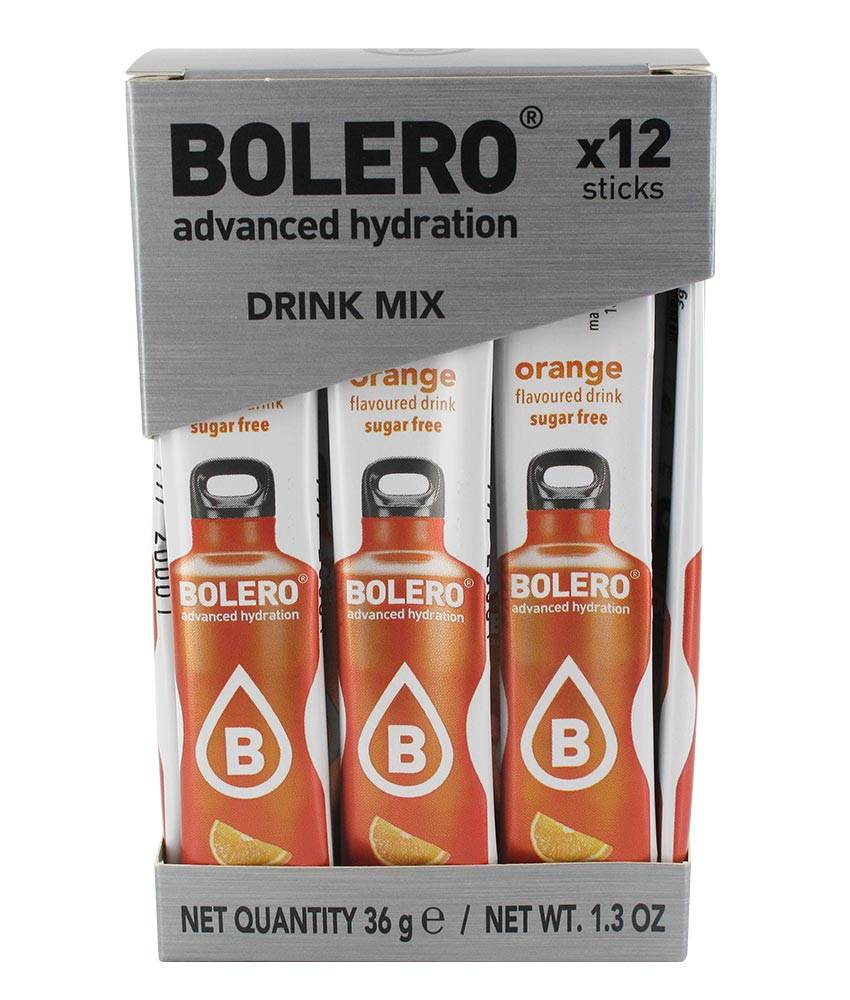 BOLERO®
advanced hydration
x12
sticks
DRINK MIX
sugar free
orange
flavoured drink
sugar free
orange
flavoured drink
sugar free
BOLERO®
advanced hydration
B
BOLERO®
advanced hydration
B
BOLERO®
advanced hydration
B
NET QUANTITY 36 g ℮ / NET WT. 1.3 OZ